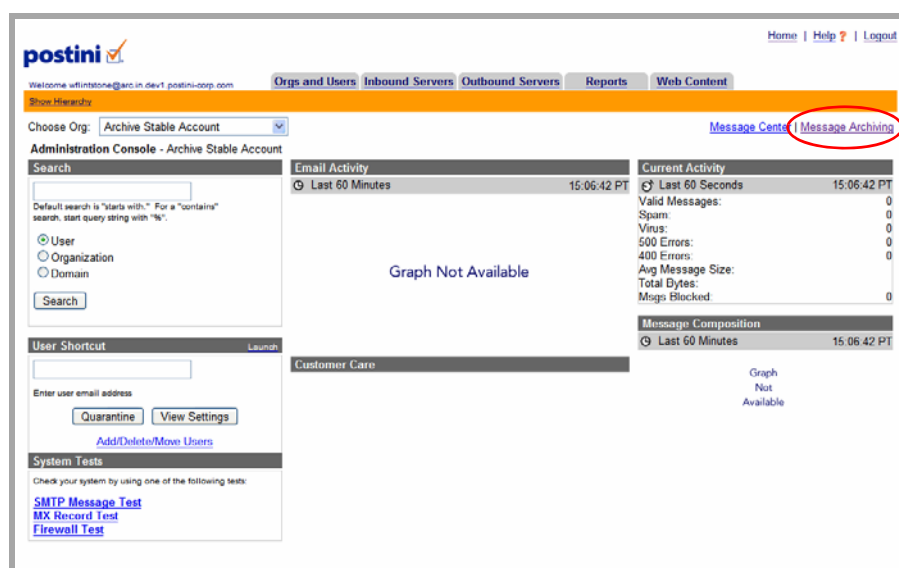 Home | Help ? | Logout
postini
Welcome wflintstone@arc.in.dev1.postini-corp.com
Orgs and Users Inbound Servers Outbound Servers Reports Web Content
Show Hierarchy
Choose Org: Archive Stable Account
Message Center | Message Archiving
Administration Console - Archive Stable Account
Search
Default search is "starts with." For a "contains"
search, start query string with "%".
User
Organization
Domain
Search
User Shortcut Launch
Enter user email address
Quarantine View Settings
Add/Delete/Move Users
System Tests
Check your system by using one of the following tests:
SMTP Message Test
MX Record Test
Firewall Test
Email Activity
Last 60 Minutes 15:06:42 PT
Graph Not Available
Customer Care
Current Activity
Last 60 Seconds 15:06:42 PT
Valid Messages: 0
Spam: 0
Virus: 0
500 Errors: 0
400 Errors: 0
Avg Message Size:
Total Bytes:
Msgs Blocked: 0
Message Composition
Last 60 Minutes 15:06:42 PT
Graph
Not
Available